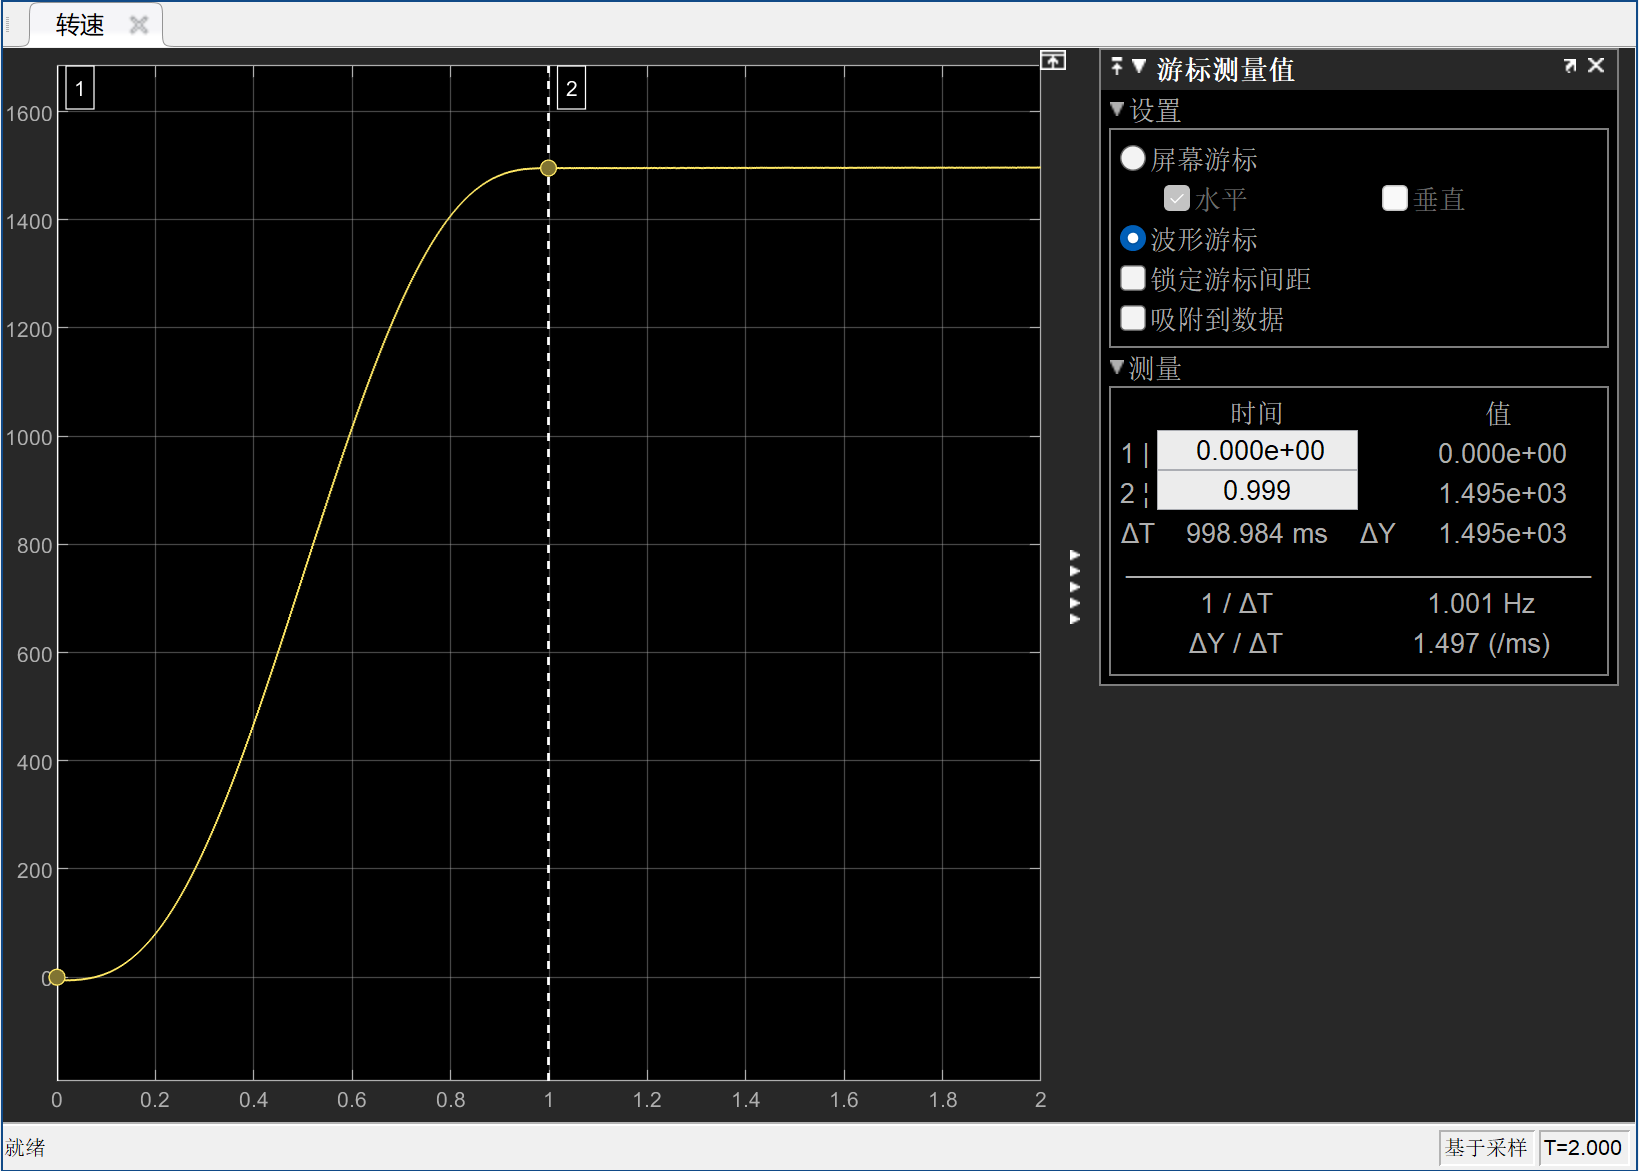 转速
1
2
1600
1400
1200
1000
800
600
400
200
0
0 0.2 0.4 0.6 0.8 1 1.2 1.4 1.6 1.8 2
游标测量值
设置
屏幕游标
水平 垂直
波形游标
锁定游标间距
吸附到数据
测量
时间 值
1 | 0.000e+00 0.000e+00
2 ¦ 0.999 1.495e+03
ΔT 998.984 ms ΔY 1.495e+03
1 / ΔT 1.001 Hz
ΔY / ΔT 1.497 (/ms)
就绪 基于采样 T=2.000